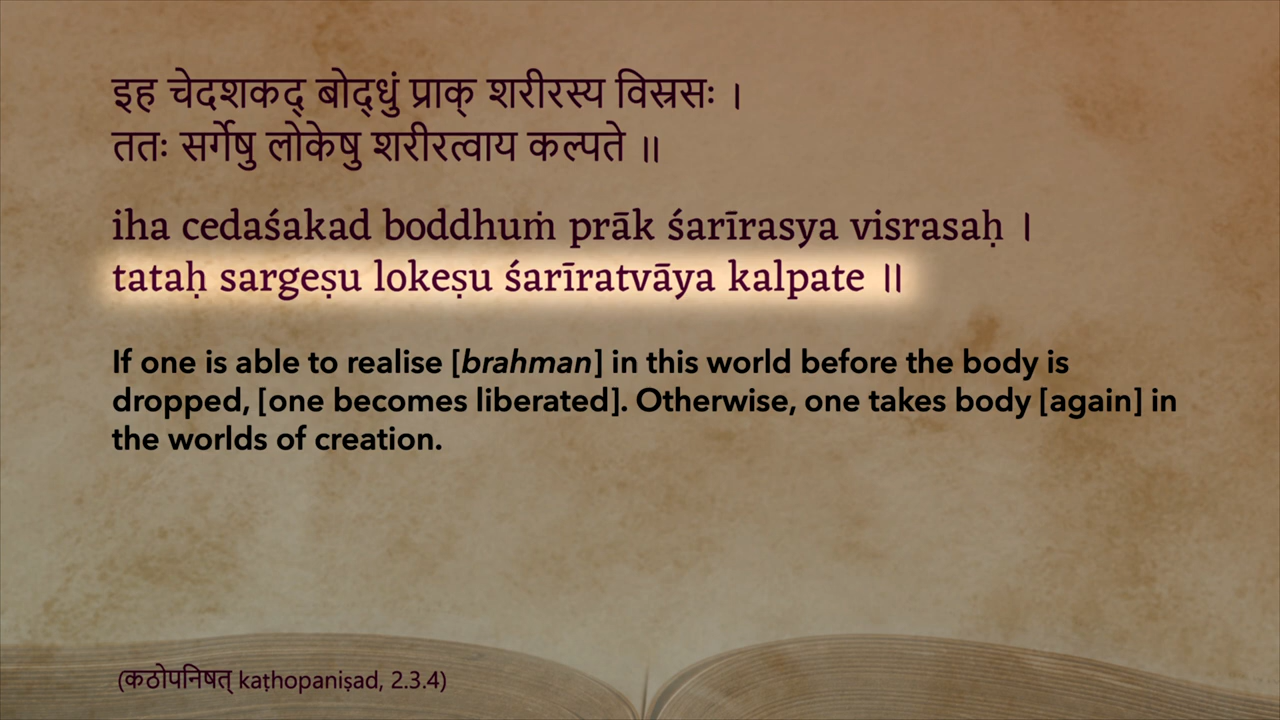 इह चेदशकद् बोद्धुं प्राक् शरीरस्य विस्रसः ।
ततः सर्गेषु लोकेषु शरीरत्वाय कल्पते ॥
iha cedaśakad boddhuṁ prāk śarīrasya visrasaḥ ।
tataḥ sargeṣu lokeṣu śarīratvāya kalpate ॥
If one is able to realise [brahman] in this world before the body is
dropped, [one becomes liberated]. Otherwise, one takes body [again] in
the worlds of creation.
(कठोपनिषत् kaṭhopaniṣad, 2.3.4)